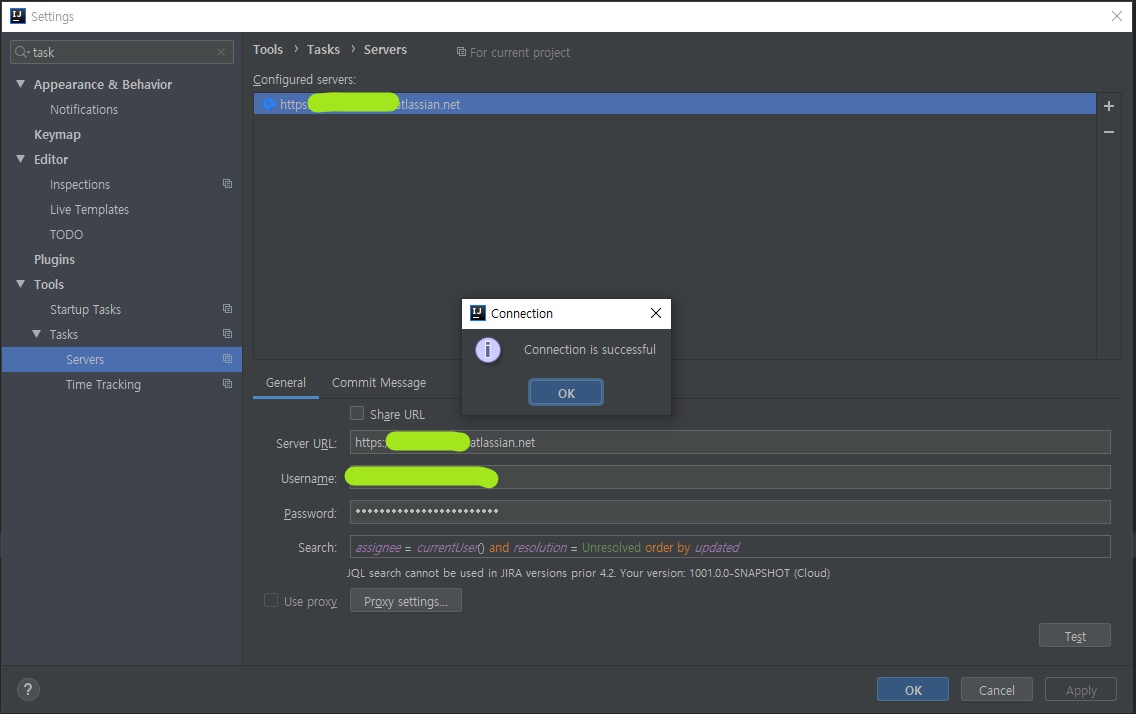 Settings
task
Tools › Tasks › Servers
For current project
Appearance & Behavior
Notifications
Keymap
Editor
Inspections
Live Templates
TODO
Plugins
Tools
Startup Tasks
Tasks
Servers
Time Tracking
Configured servers:
https: atlassian.net
Connection
Connection is successful
OK
General Commit Message
Share URL
Server URL: https: atlassian.net
Username:
Password: ••••••••••••••••••••••••
Search: assignee = currentUser() and resolution = Unresolved order by updated
JQL search cannot be used in JIRA versions prior 4.2. Your version: 1001.0.0-SNAPSHOT (Cloud)
Use proxy Proxy settings...
Test
? OK Cancel Apply